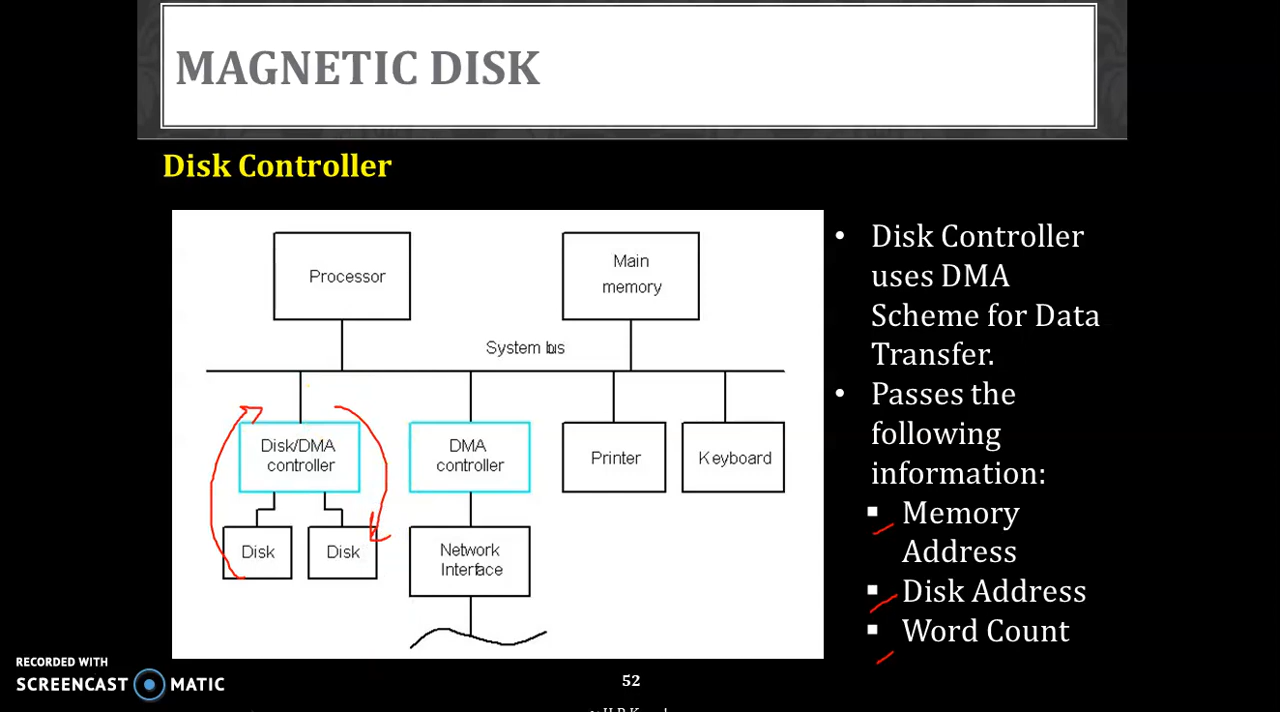 MAGNETIC DISK
Disk Controller
Processor
Main
memory
System bus
Disk/DMA
controller
DMA
controller
Printer
Keyboard
Disk
Disk
Network
Interface
• Disk Controller
uses DMA
Scheme for Data
Transfer.
• Passes the
following
information:
▪ Memory
Address
▪ Disk Address
▪ Word Count
RECORDED WITH
SCREENCAST MATIC
52